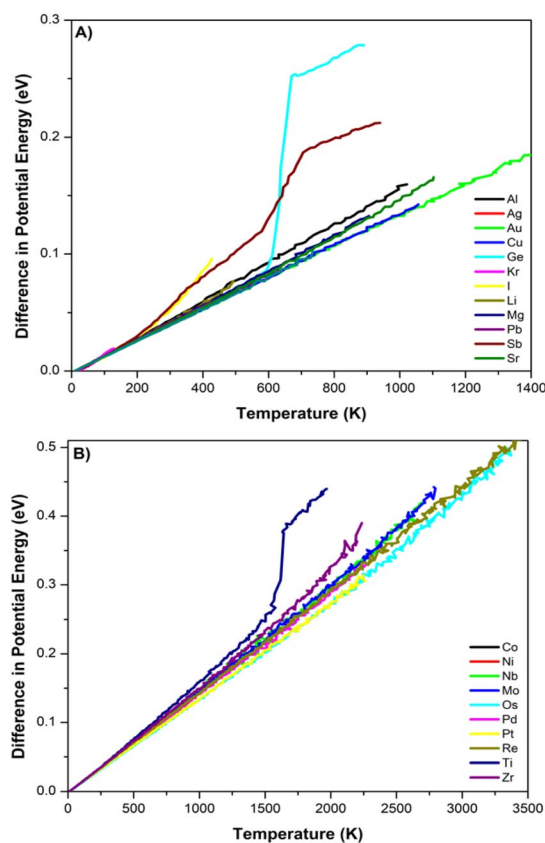 A)
0.3
0.2
0.1
0.0
Difference in Potential Energy (eV)
Al
Ag
Au
Cu
Ge
Kr
I
Li
Mg
Pb
Sb
Sr
0 200 400 600 800 1000 1200 1400
Temperature (K)
B)
0.5
0.4
0.3
0.2
0.1
0.0
Difference in Potential Energy (eV)
Co
Ni
Nb
Mo
Os
Pd
Pt
Re
Ti
Zr
0 500 1000 1500 2000 2500 3000 3500
Temperature (K)